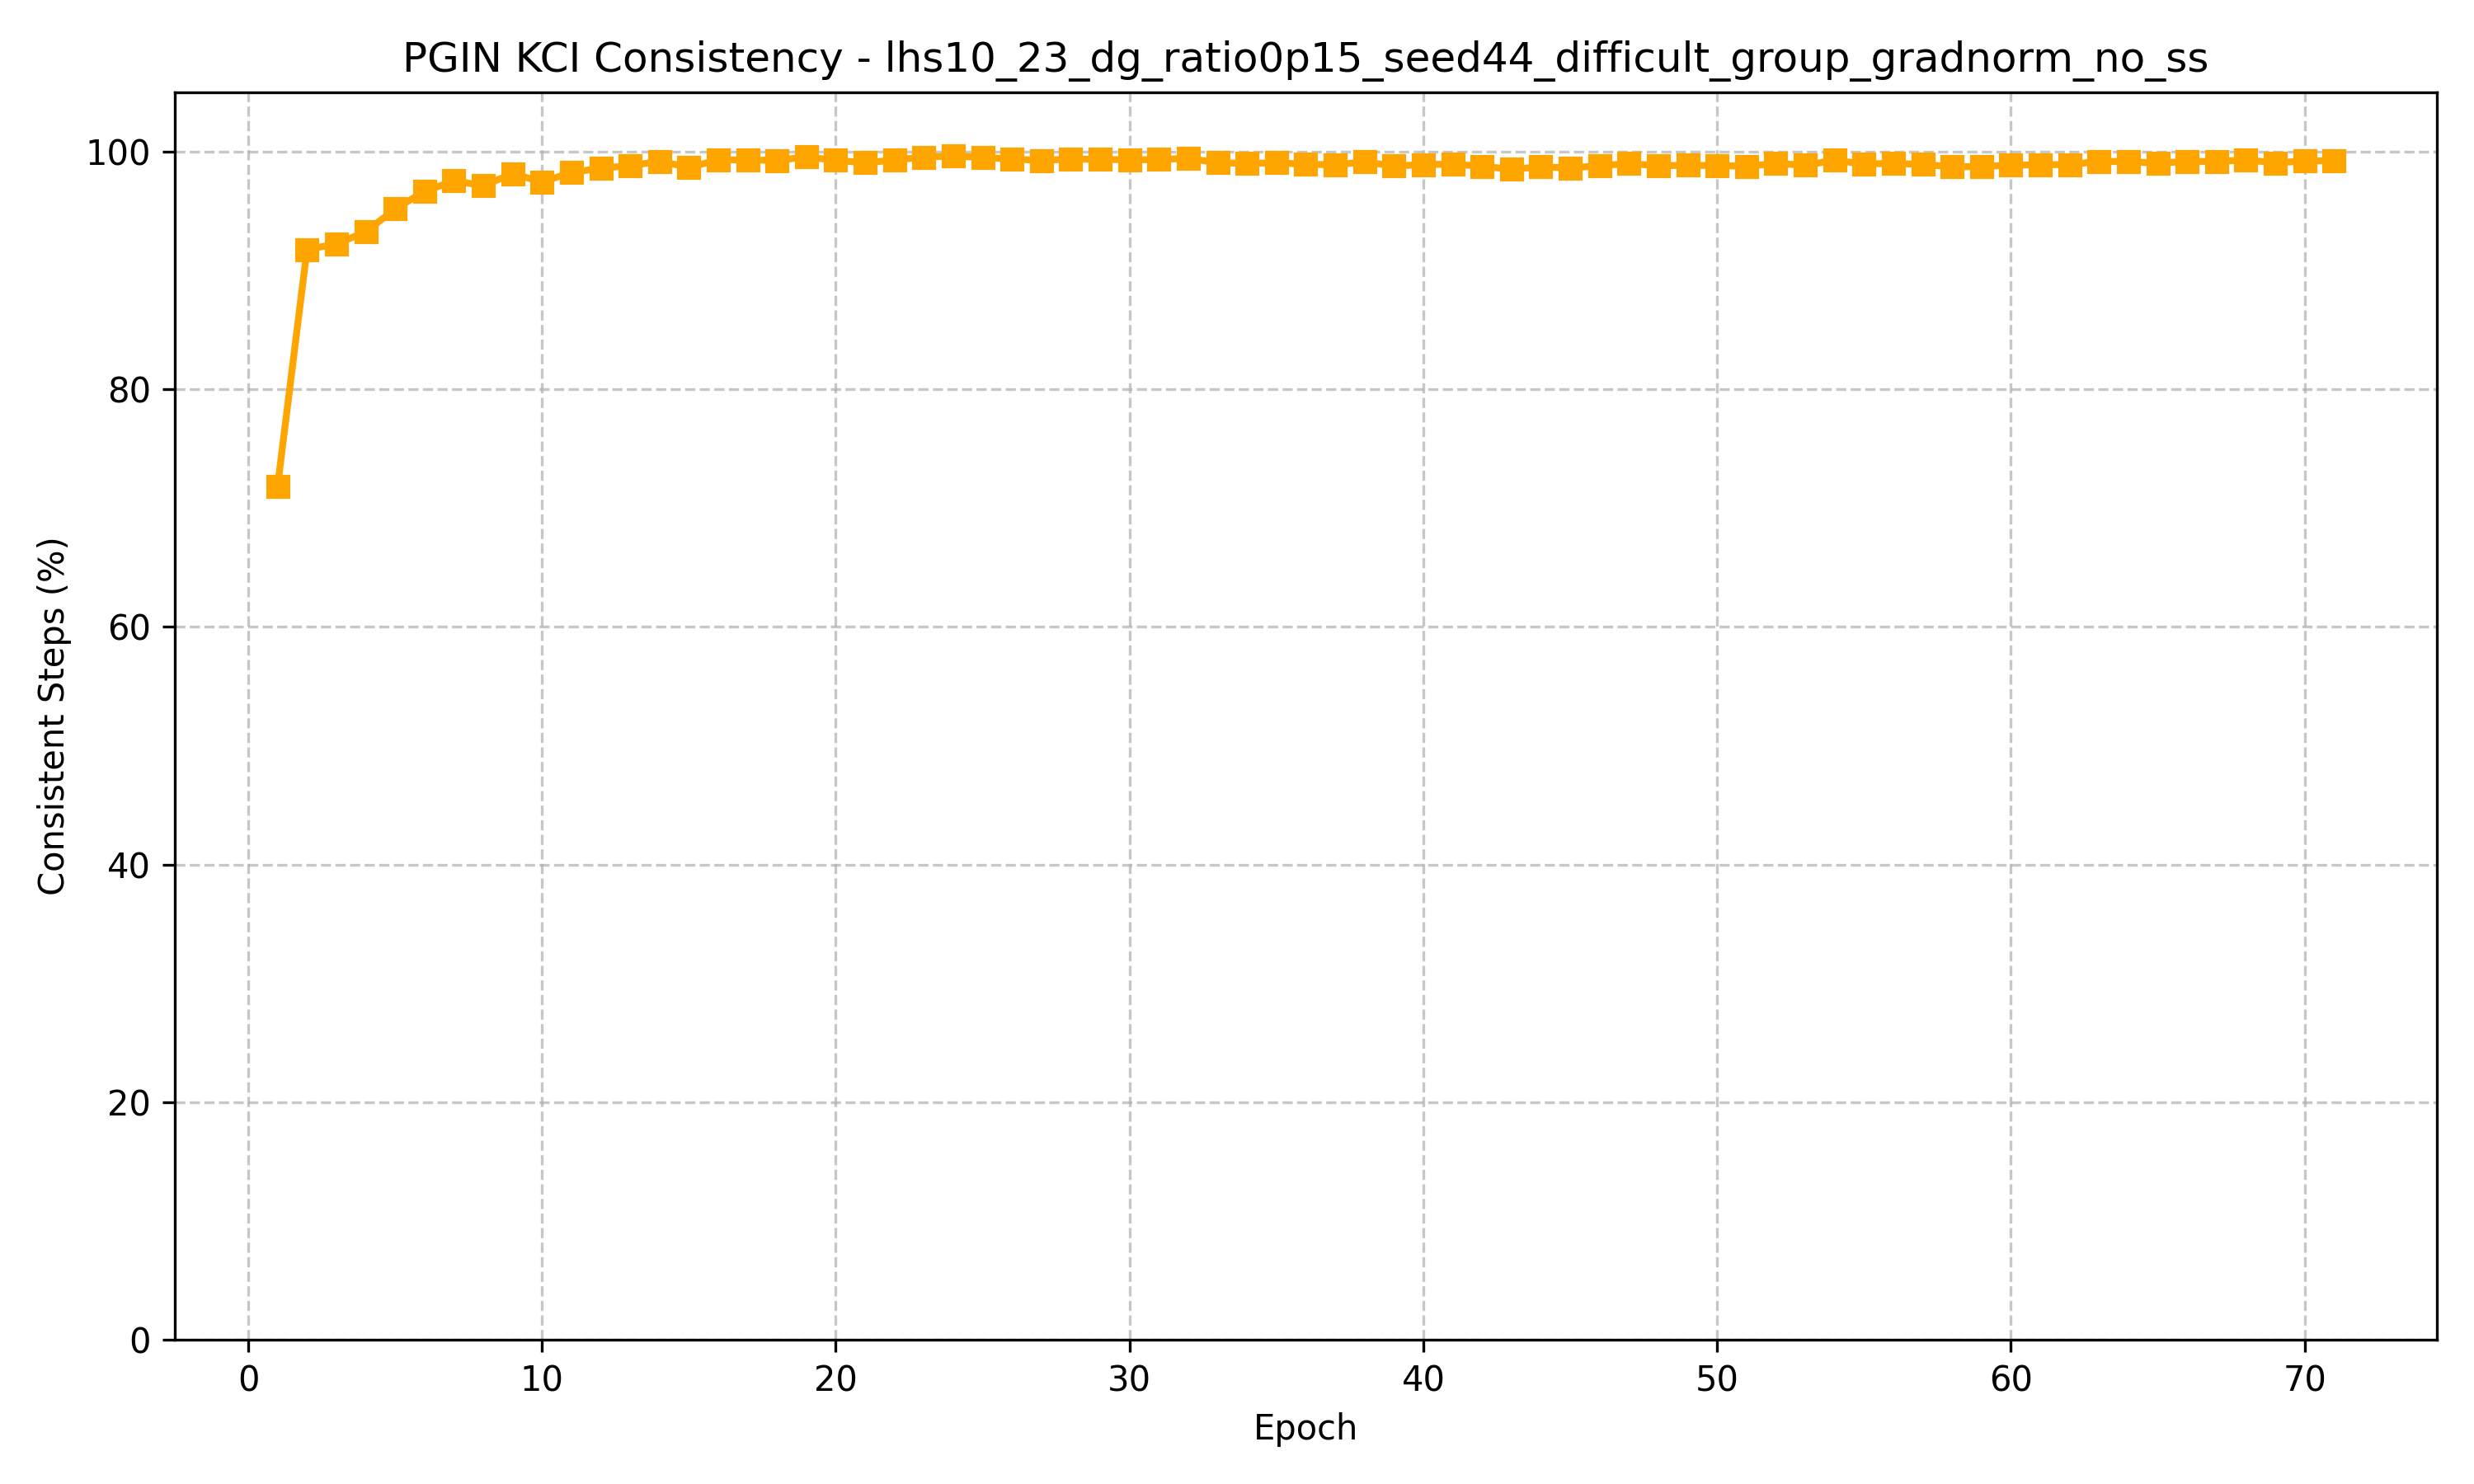 PGIN KCI Consistency - lhs10_23_dg_ratio0p15_seed44_difficult_group_gradnorm_no_ss
100
80
60
40
20
0
Consistent Steps (%)
0 10 20 30 40 50 60 70
Epoch